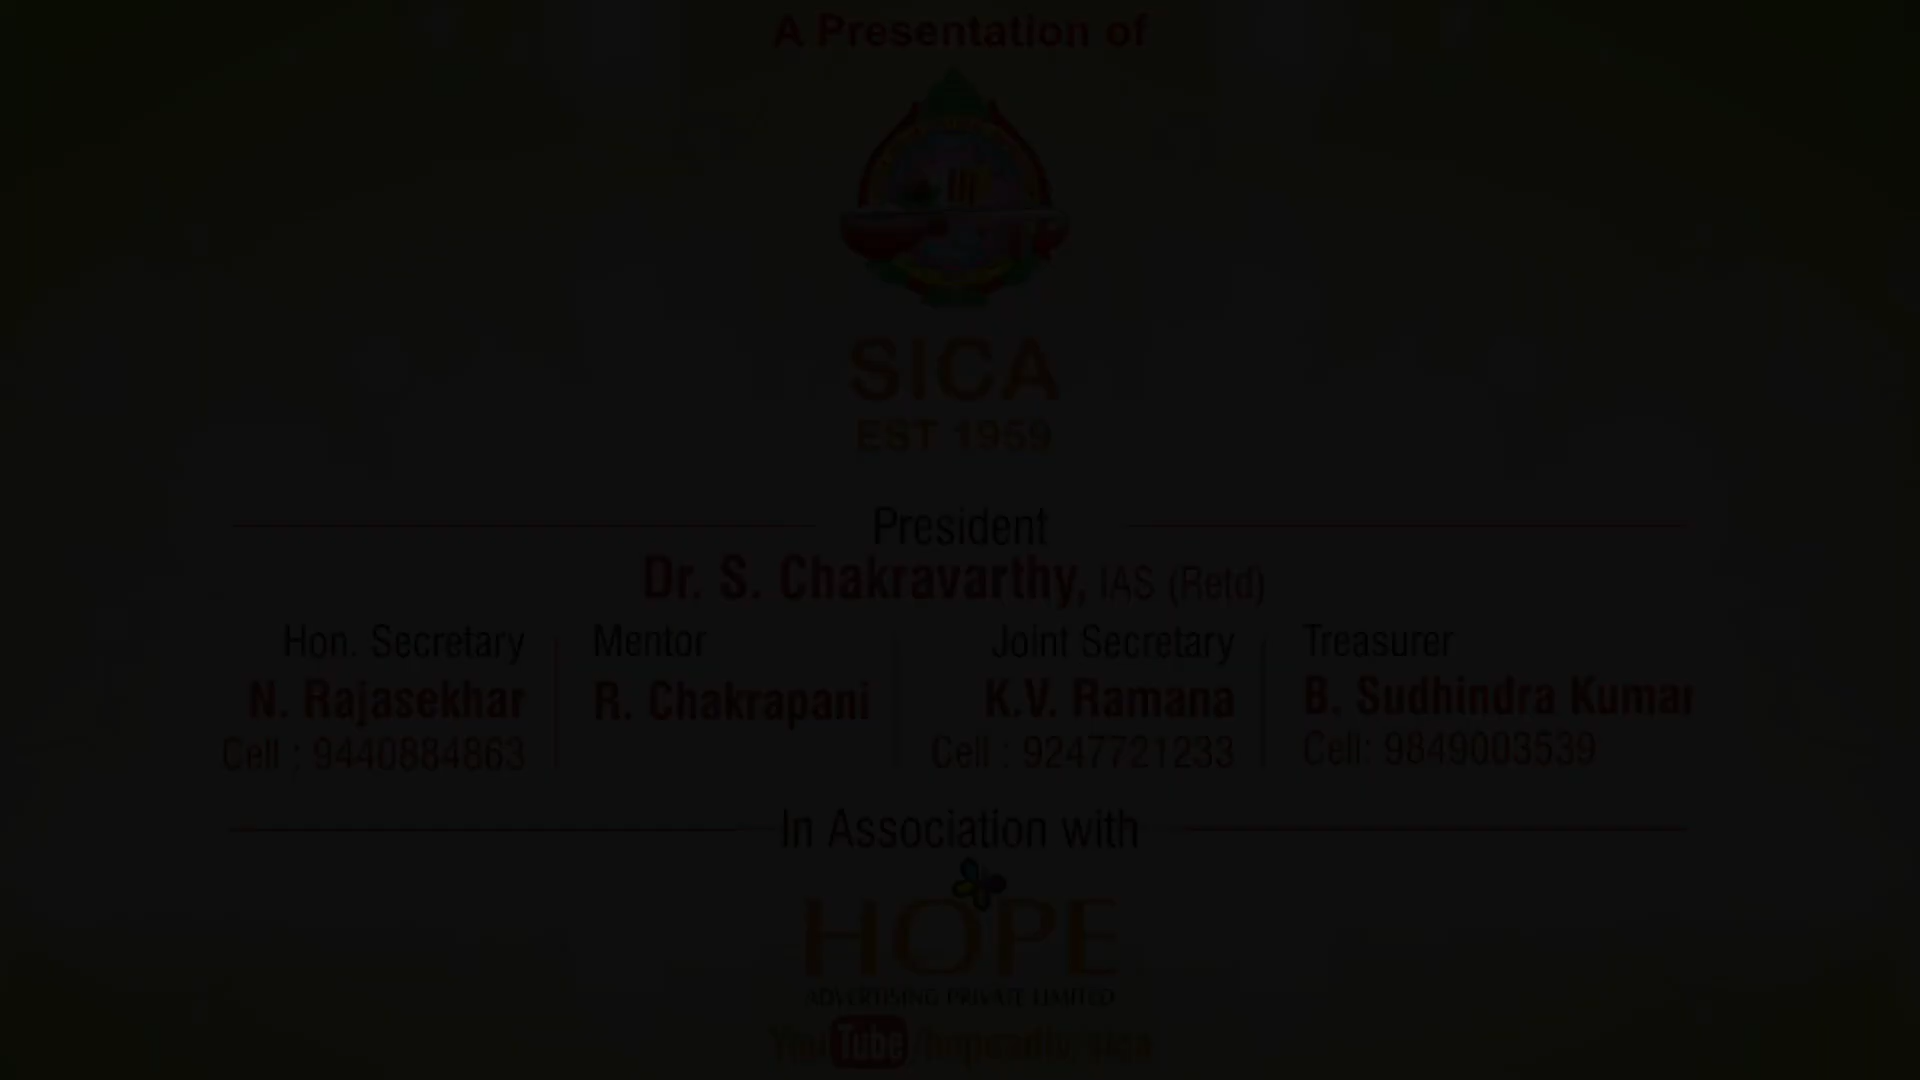 A Presentation of
SICA
EST 1959
President
Dr. S. Chakravarthy, IAS (Retd)
Hon. Secretary
N. Rajasekhar
Cell : 9440884863
Mentor
R. Chakrapani
Joint Secretary
K.V. Ramana
Cell : 9247721233
Treasurer
B. Sudhindra Kumar
Cell: 9849003539
In Association with
HOPE
ADVERTISING PRIVATE LIMITED
YouTube